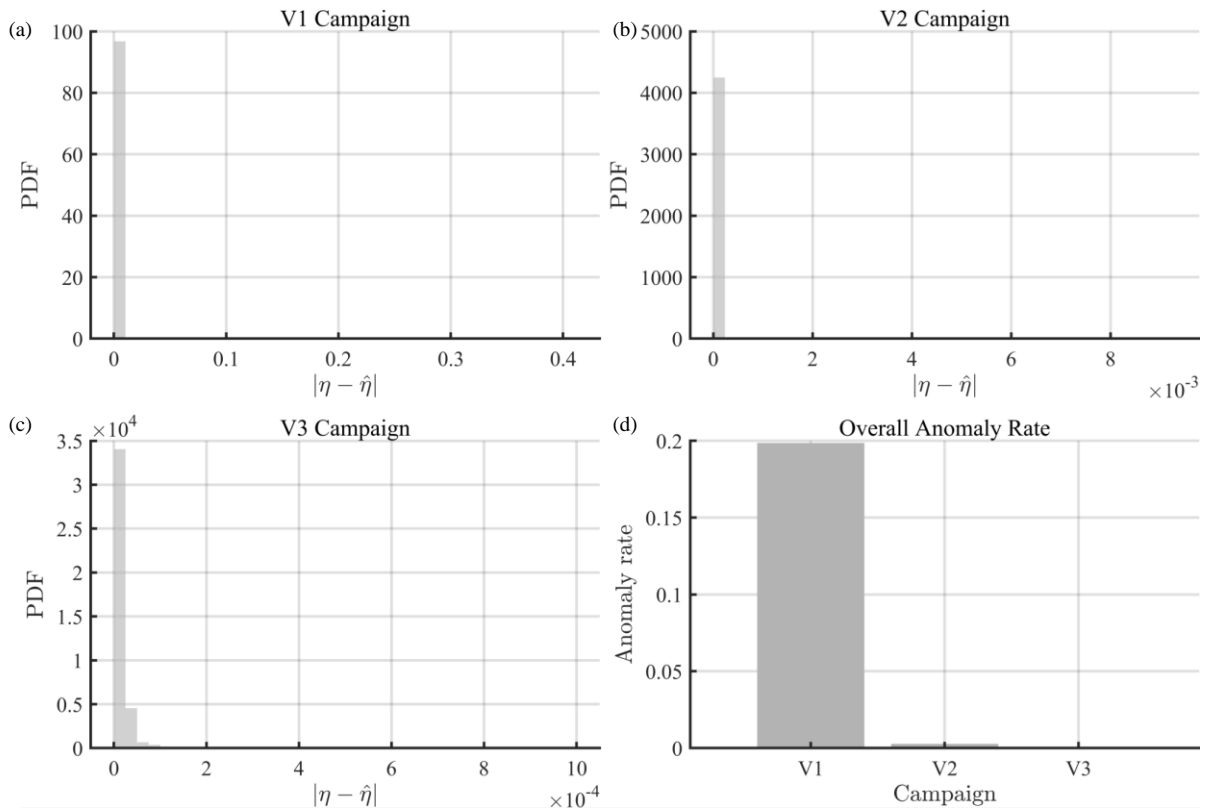 (a)
V1 Campaign
100
80
60
40
20
0
PDF
0 0.1 0.2 0.3 0.4
|η − η̂|
(b)
V2 Campaign
5000
4000
3000
2000
1000
0
PDF
0 2 4 6 8
|η − η̂|
×10⁻³
(c)
×10⁴
V3 Campaign
3.5
3
2.5
2
1.5
1
0.5
0
PDF
0 2 4 6 8 10
|η − η̂|
×10⁻⁴
(d)
Overall Anomaly Rate
0.2
0.15
0.1
0.05
0
Anomaly rate
V1 V2 V3
Campaign